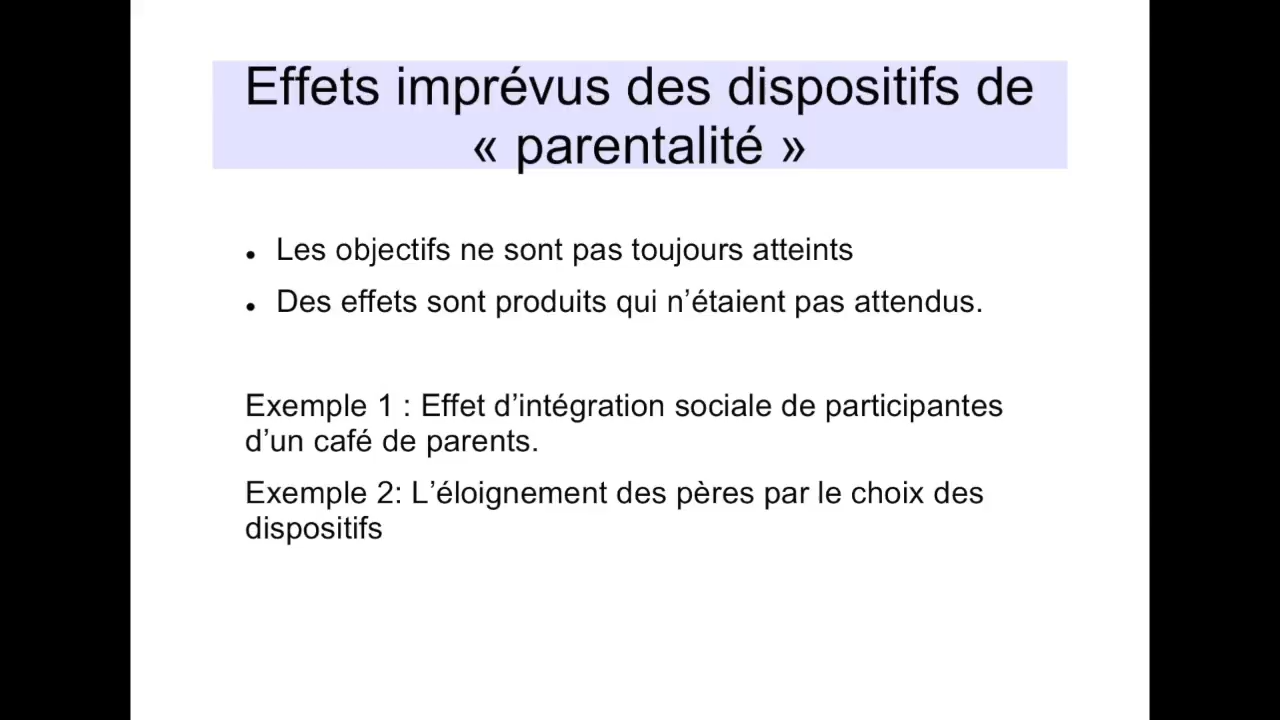 Effets imprévus des dispositifs de
« parentalité »
● Les objectifs ne sont pas toujours atteints
● Des effets sont produits qui n’étaient pas attendus.
Exemple 1 : Effet d’intégration sociale de participantes
d’un café de parents.
Exemple 2: L’éloignement des pères par le choix des
dispositifs